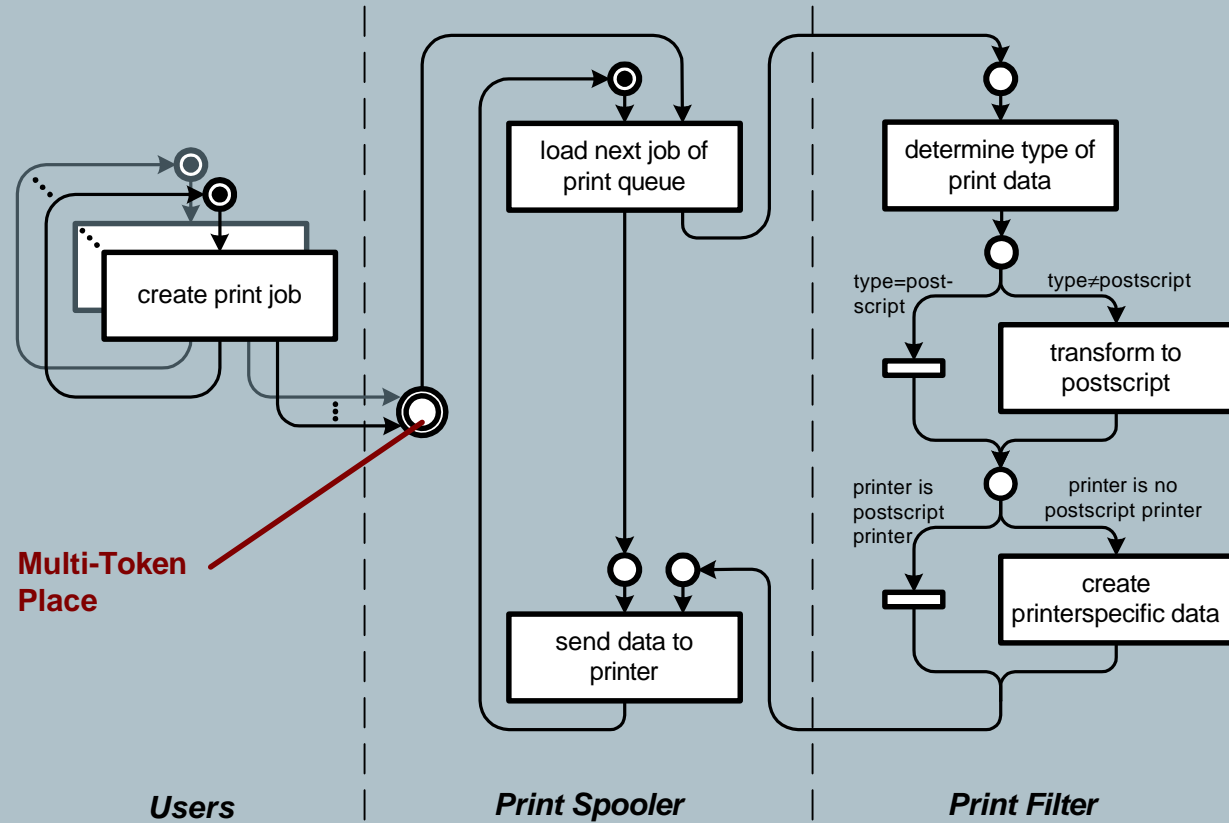 load next job of
print queue
determine type of
print data
create print job
type=post-
script
type≠postscript
transform to
postscript
printer is
postscript
printer
printer is no
postscript printer
Multi-Token
Place
create
printerspecific data
send data to
printer
Users
Print Spooler
Print Filter